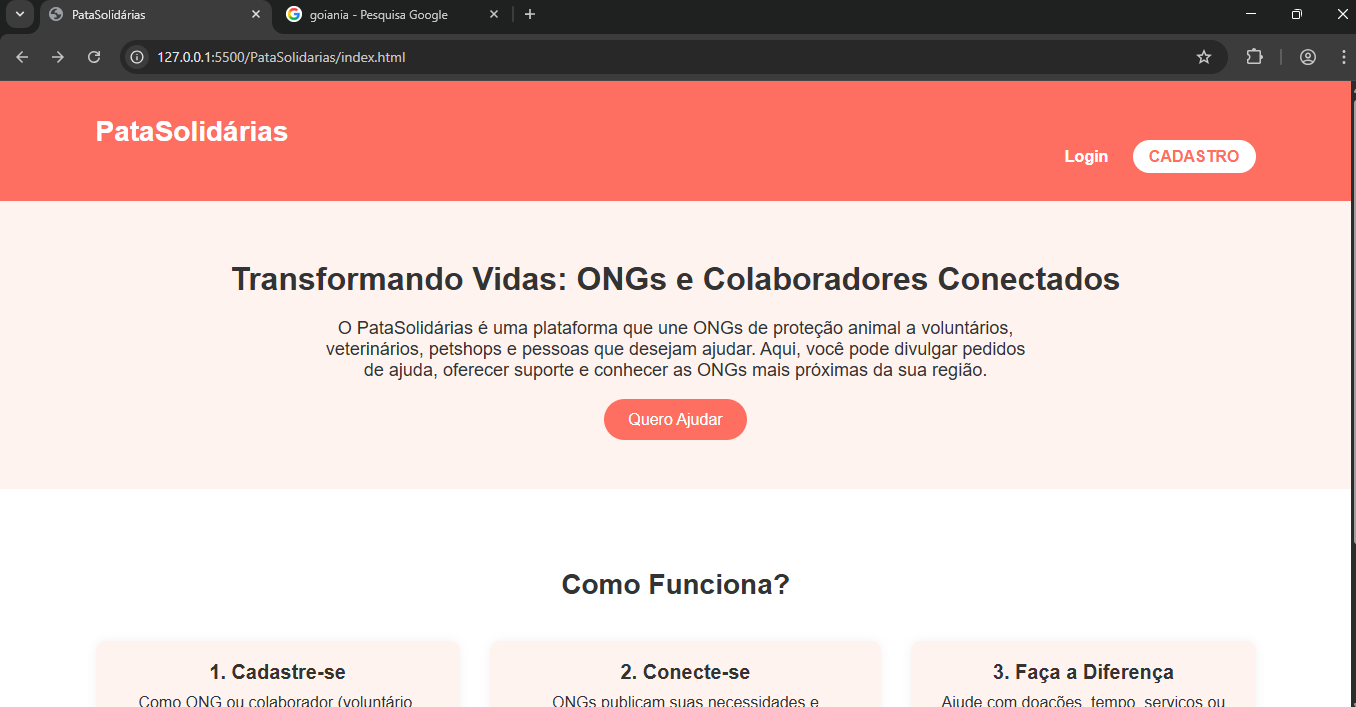 PataSolidárias
goiania - Pesquisa Google
127.0.0.1:5500/PataSolidarias/index.html
PataSolidárias
Login
CADASTRO
Transformando Vidas: ONGs e Colaboradores Conectados
O PataSolidárias é uma plataforma que une ONGs de proteção animal a voluntários,
veterinários, petshops e pessoas que desejam ajudar. Aqui, você pode divulgar pedidos
de ajuda, oferecer suporte e conhecer as ONGs mais próximas da sua região.
Quero Ajudar
Como Funciona?
1. Cadastre-se
Como ONG ou colaborador (voluntário
2. Conecte-se
ONGs publicam suas necessidades e
3. Faça a Diferença
Ajude com doações, tempo, serviços ou